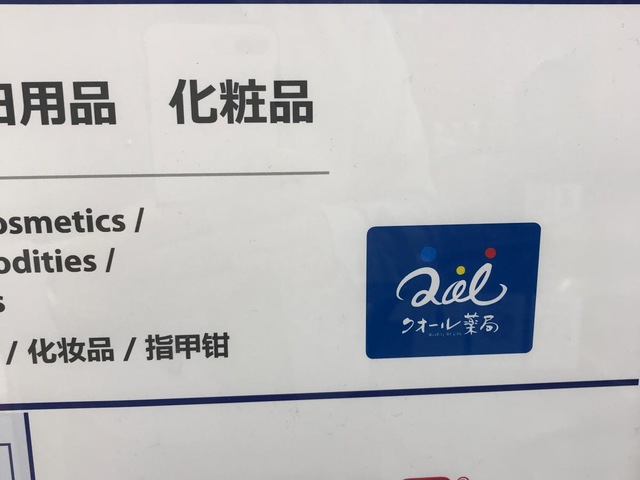 日用品　化粧品
osmetics /
odities /
s
/ 化妆品 / 指甲钳
Qol
クオール薬局